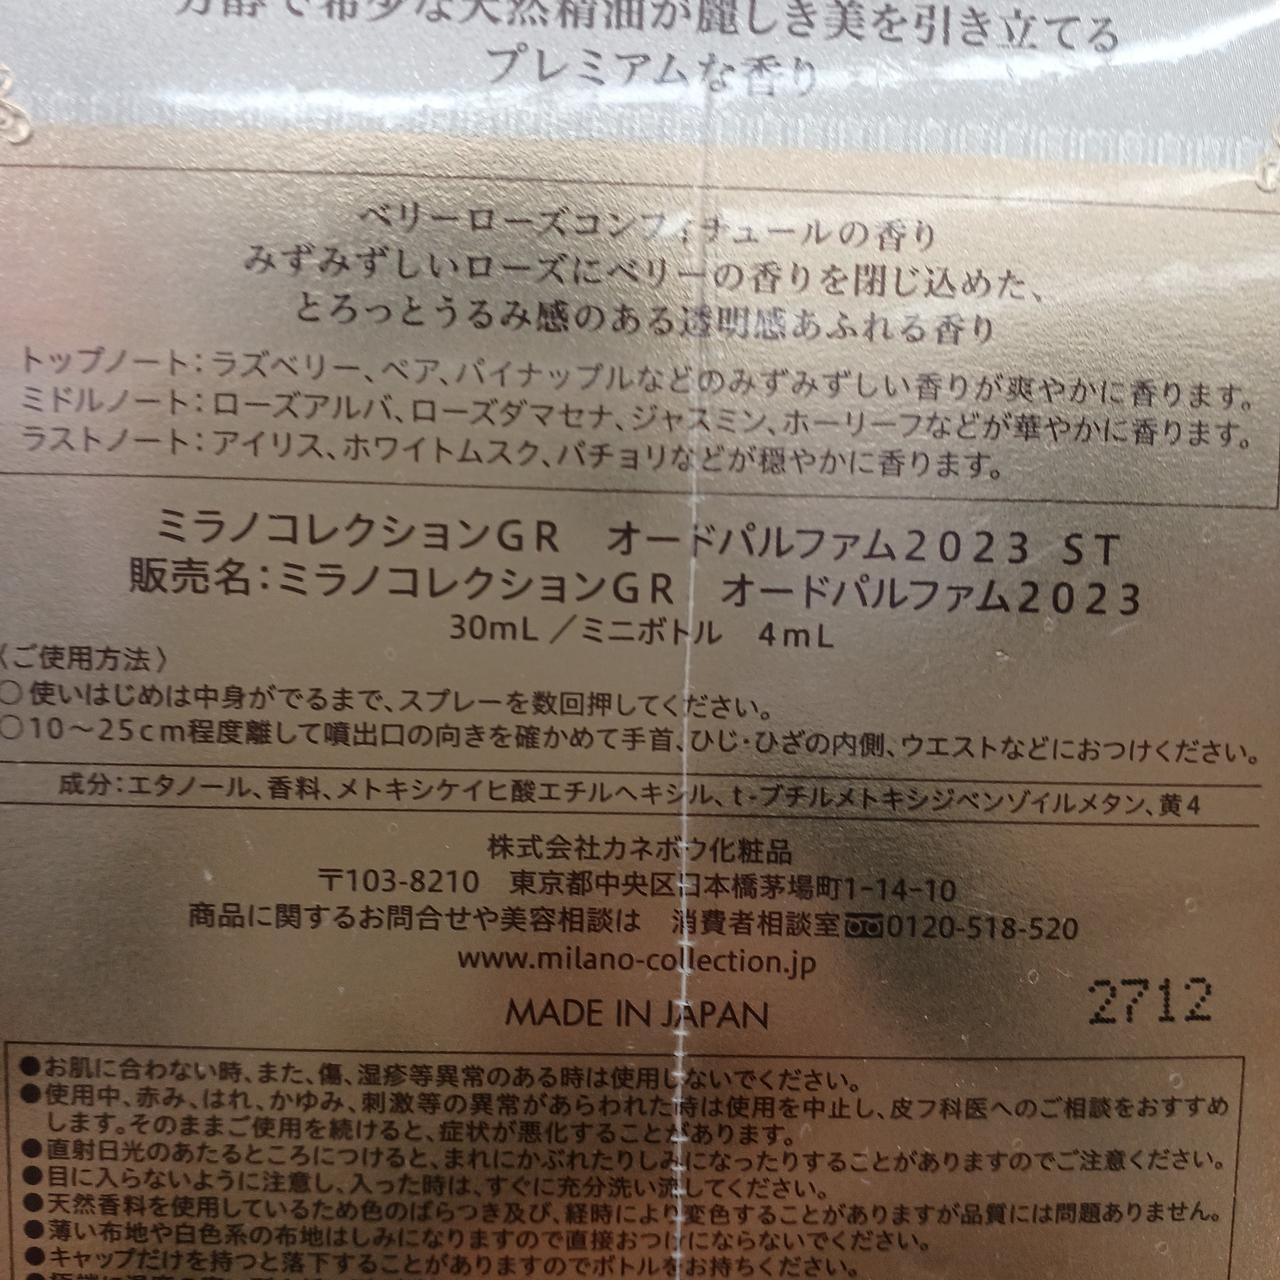 芳醇で希少な天然精油が麗しき美を引き立てる
プレミアムな香り
ベリーローズコンフィチュールの香り
みずみずしいローズにベリーの香りを閉じ込めた、
とろっとうるみ感のある透明感あふれる香り
トップノート：ラズベリー、ペア、パイナップルなどのみずみずしい香りが爽やかに香ります。
ミドルノート：ローズアルバ、ローズダマセナ、ジャスミン、ホーリーフなどが華やかに香ります。
ラストノート：アイリス、ホワイトムスク、パチョリなどが穏やかに香ります。
ミラノコレクションGR　オードパルファム2023 ST
販売名：ミラノコレクションGR　オードパルファム2023
30mL／ミニボトル　4mL
〈ご使用方法〉
○使いはじめは中身がでるまで、スプレーを数回押してください。
○10～25cm程度離して噴出口の向きを確かめて手首、ひじ・ひざの内側、ウエストなどにおつけください。
成分：エタノール、香料、メトキシケイヒ酸エチルヘキシル、t-ブチルメトキシジベンゾイルメタン、黄4
株式会社カネボウ化粧品
〒103-8210　東京都中央区日本橋茅場町1-14-10
商品に関するお問合せや美容相談は　消費者相談室0120-518-520
www.milano-collection.jp
MADE IN JAPAN
2712
●お肌に合わない時、また、傷、湿疹等異常のある時は使用しないでください。
●使用中、赤み、はれ、かゆみ、刺激等の異常があらわれた時は使用を中止し、皮フ科医へのご相談をおすすめ
します。そのままご使用を続けると、症状が悪化することがあります。
●直射日光のあたるところにつけると、まれにかぶれたりしみになったりすることがありますのでご注意ください。
●目に入らないように注意し、入った時は、すぐに充分洗い流してください。
●天然香料を使用しているため色のばらつき及び、経時により変色することがありますが品質には問題ありません。
●薄い布地や白色系の布地はしみになりますので直接おつけにならないでください。
●キャップだけを持つと落下することがありますのでボトルをお持ちください。